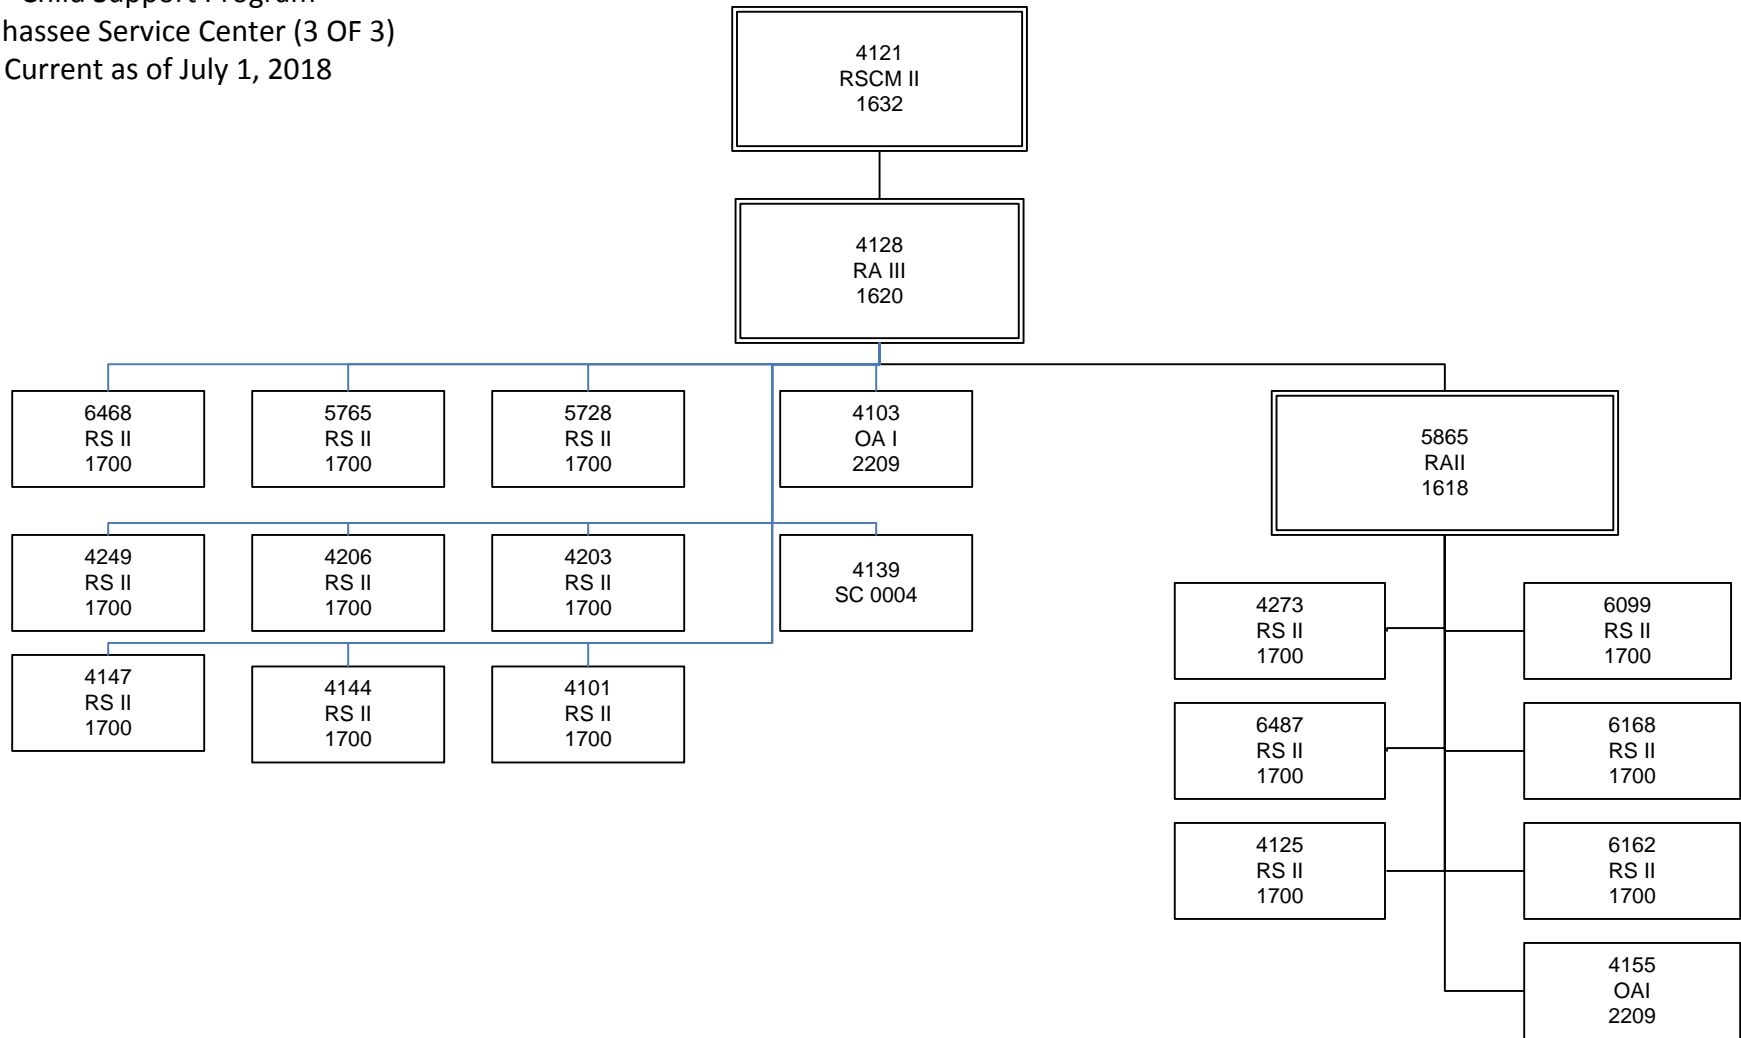 Child Support Program
hassee Service Center (3 OF 3)
Current as of July 1, 2018
4121
RSCM II
1632
4128
RA III
1620
6468
RS II
1700
5765
RS II
1700
5728
RS II
1700
4103
OA I
2209
5865
RAII
1618
4249
RS II
1700
4206
RS II
1700
4203
RS II
1700
4139
SC 0004
4147
RS II
1700
4144
RS II
1700
4101
RS II
1700
4273
RS II
1700
6099
RS II
1700
6487
RS II
1700
6168
RS II
1700
4125
RS II
1700
6162
RS II
1700
4155
OAI
2209